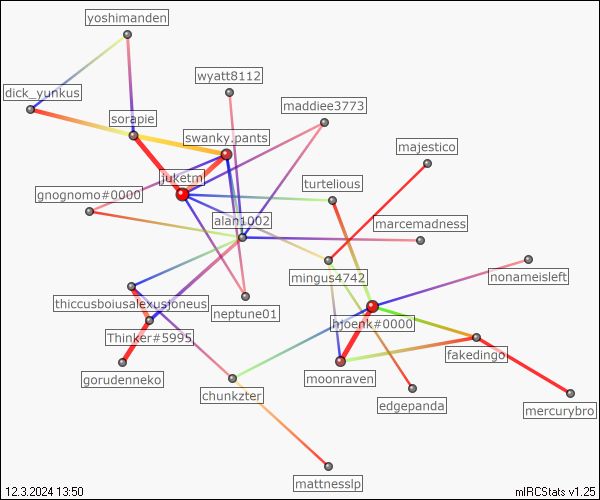 yoshimanden
wyatt8112
dick_yunkus
maddiee3773
sorapie
swanky.pants
majestico
juketm
turtelious
gnognomo#0000
alan1002
marcemadness
mingus4742
nonameisleft
thiccusboiusalexusjoneus
neptune01
hjoenk#0000
Thinker#5995
fakedingo
gorudenneko
moonraven
chunkzter
edgepanda
mercurybro
mattnesslp
12.3.2024 13:50
mIRCStats v1.25